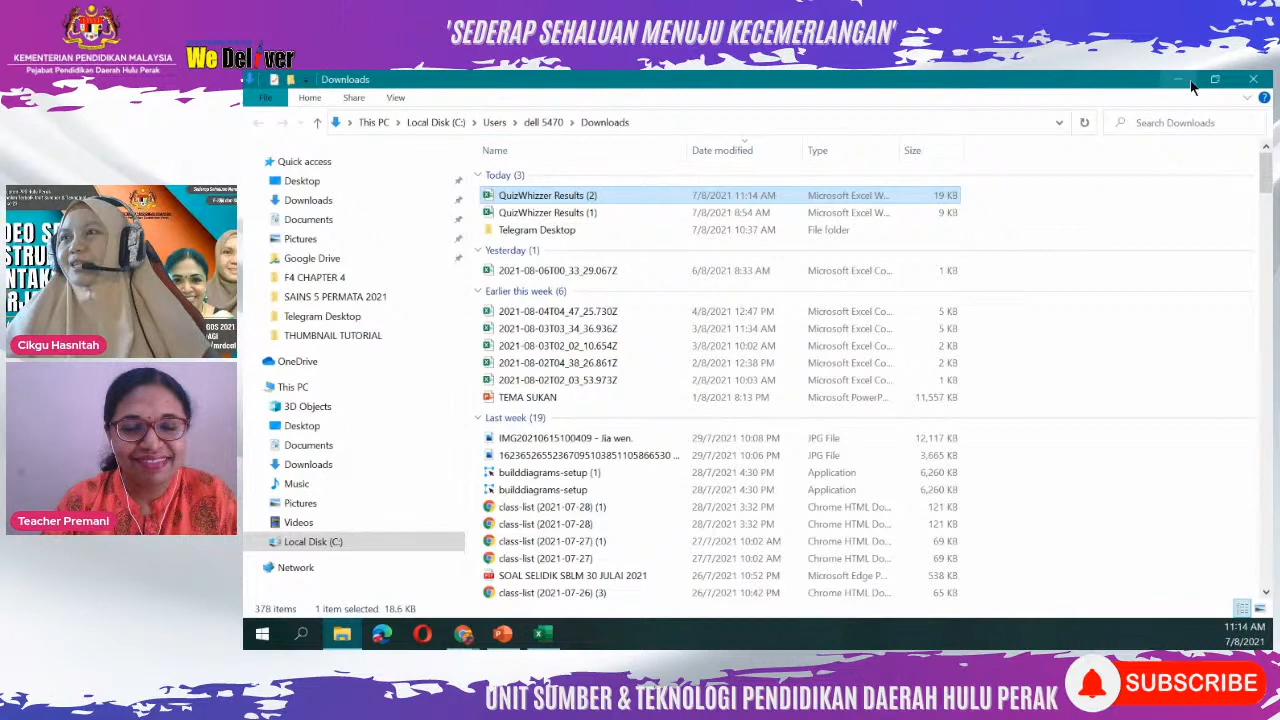 'SEDERAP SEHALUAN MENUJU KECEMERLANGAN'
KEMENTERIAN PENDIDIKAN MALAYSIA
Pejabat Pendidikan Daerah Hulu Perak
We Deliver
Downloads
File Home Share View
This PC > Local Disk (C:) > Users > dell 5470 > Downloads
Search Downloads
Name Date modified Type Size
Quick access
Desktop
Downloads
Documents
Pictures
Google Drive
F4 CHAPTER 4
SAINS 5 PERMATA 2021
Telegram Desktop
THUMBNAIL TUTORIAL
OneDrive
This PC
3D Objects
Desktop
Documents
Downloads
Music
Pictures
Videos
Local Disk (C:)
Network
Today (3)
QuizWhizzer Results (2) 7/8/2021 11:14 AM Microsoft Excel W... 19 KB
QuizWhizzer Results (1) 7/8/2021 8:54 AM Microsoft Excel W... 9 KB
Telegram Desktop 7/8/2021 10:37 AM File folder
Yesterday (1)
2021-08-06T00_33_29.067Z 6/8/2021 8:33 AM Microsoft Excel Co... 1 KB
Earlier this week (6)
2021-08-04T04_47_25.730Z 4/8/2021 12:47 PM Microsoft Excel Co... 5 KB
2021-08-03T03_34_36.936Z 3/8/2021 11:34 AM Microsoft Excel Co... 5 KB
2021-08-03T02_02_10.654Z 3/8/2021 10:02 AM Microsoft Excel Co... 2 KB
2021-08-02T04_38_26.861Z 2/8/2021 12:38 PM Microsoft Excel Co... 2 KB
2021-08-02T02_03_53.973Z 2/8/2021 10:03 AM Microsoft Excel Co... 1 KB
TEMA SUKAN 1/8/2021 8:13 PM Microsoft PowerP... 11,557 KB
Last week (19)
IMG20210615100409 - Jia wen. 29/7/2021 10:08 PM JPG File 12,117 KB
16236526552367095103851105866530 ... 29/7/2021 10:06 PM JPG File 3,665 KB
builddiagrams-setup (1) 28/7/2021 4:30 PM Application 6,260 KB
builddiagrams-setup 28/7/2021 4:30 PM Application 6,260 KB
class-list (2021-07-28) (1) 28/7/2021 3:32 PM Chrome HTML Do... 121 KB
class-list (2021-07-28) 28/7/2021 3:32 PM Chrome HTML Do... 121 KB
class-list (2021-07-27) (1) 27/7/2021 10:02 AM Chrome HTML Do... 69 KB
class-list (2021-07-27) 27/7/2021 10:02 AM Chrome HTML Do... 69 KB
SOAL SELIDIK SBLM 30 JULAI 2021 26/7/2021 10:52 PM Microsoft Edge P... 538 KB
class-list (2021-07-26) (3) 26/7/2021 10:42 PM Chrome HTML Do... 65 KB
378 items 1 item selected 18.6 KB
11:14 AM
7/8/2021
Cikgu Hasnitah
Teacher Premani
UNIT SUMBER & TEKNOLOGI PENDIDIKAN DAERAH HULU PERAK
SUBSCRIBE